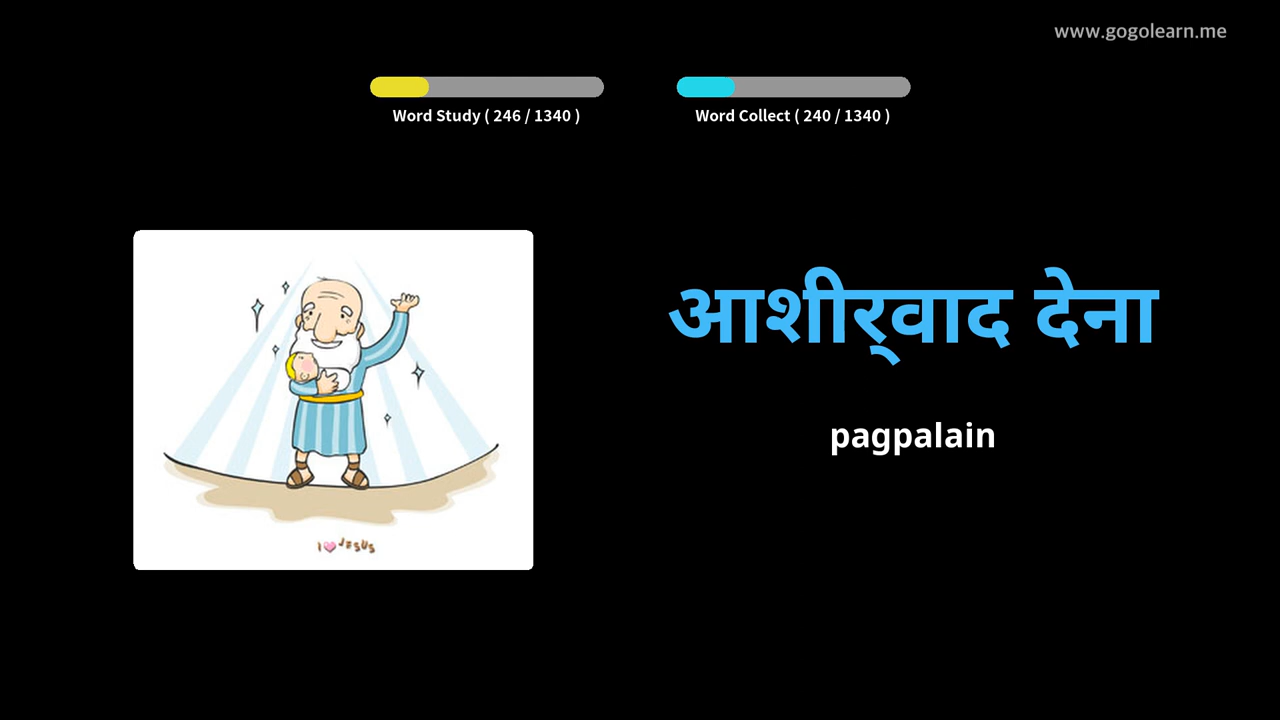 www.gogolearn.me
Word Study ( 246 / 1340 )
Word Collect ( 240 / 1340 )
आशीर्‌वाद देना
pagpalain
I ♥ JESUS